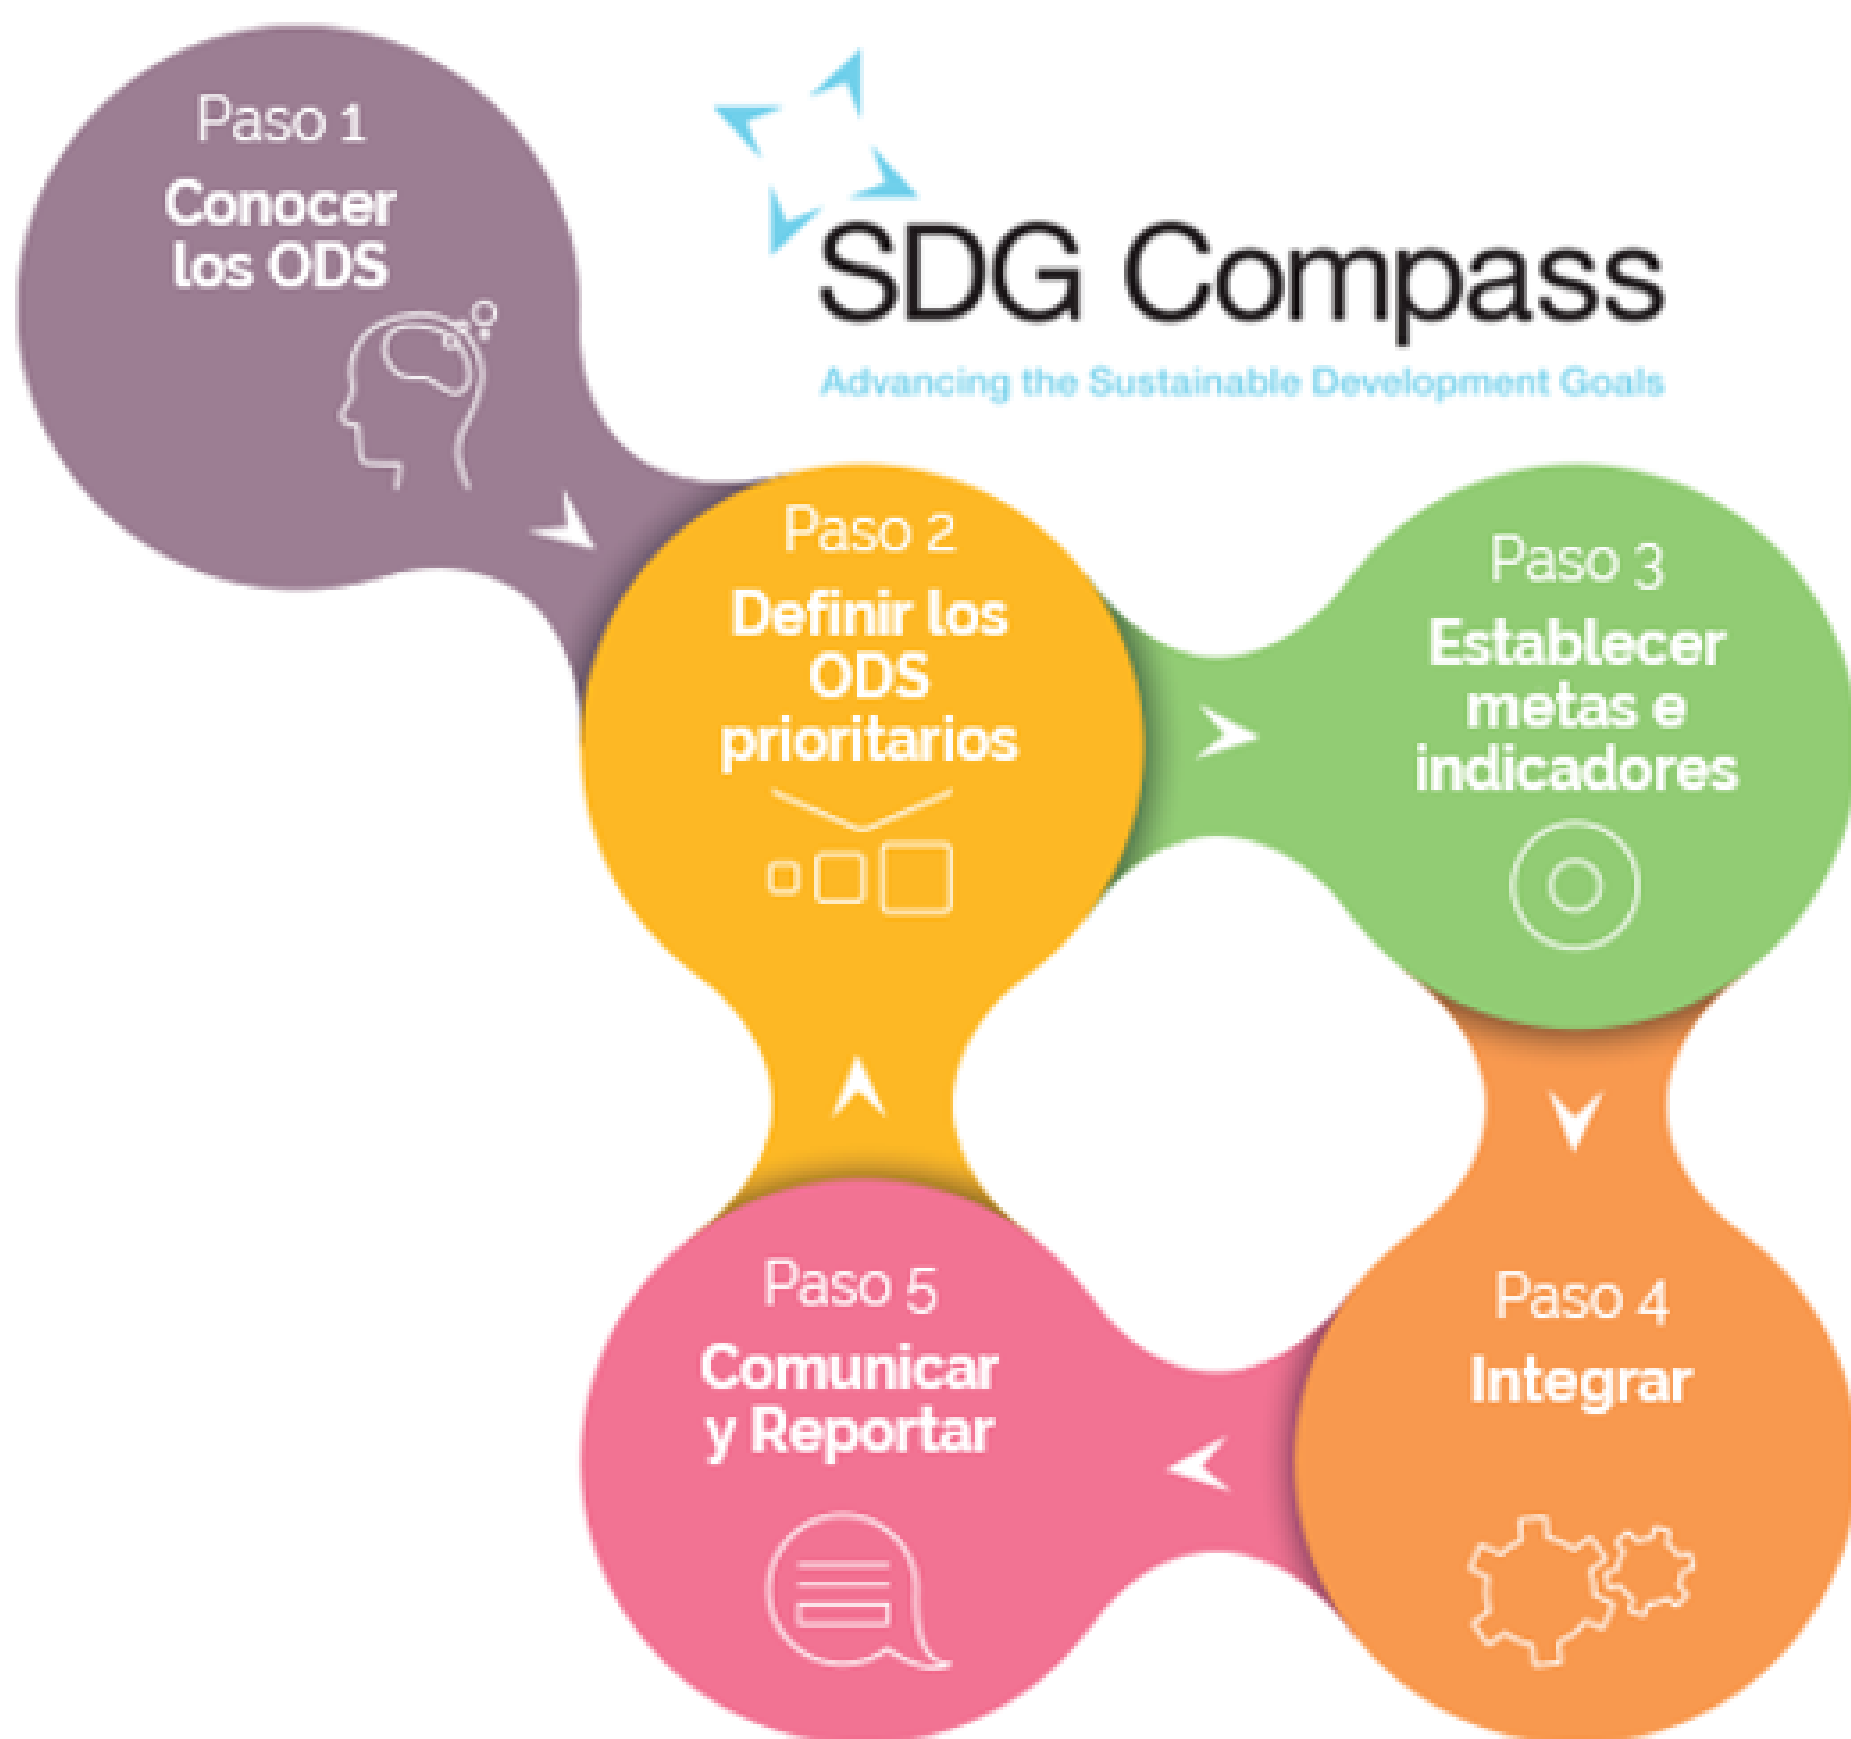 Paso 1
Conocer
los ODS
SDG Compass
Advancing the Sustainable Development Goals
Paso 2
Definir los
ODS
prioritarios
Paso 3
Establecer
metas e
indicadores
Paso 4
Integrar
Paso 5
Comunicar
y Reportar